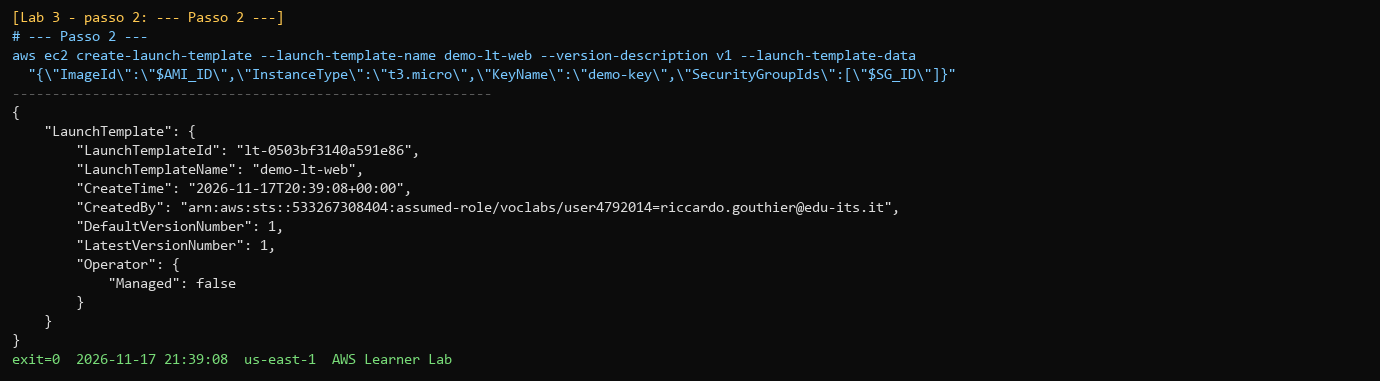 [Lab 3 - passo 2: --- Passo 2 ---]
# --- Passo 2 ---
aws ec2 create-launch-template --launch-template-name demo-lt-web --version-description v1 --launch-template-data
  "{\"ImageId\":\"$AMI_ID\",\"InstanceType\":\"t3.micro\",\"KeyName\":\"demo-key\",\"SecurityGroupIds\":[\"$SG_ID\"]}"
------------------------------------------------------------
{
    "LaunchTemplate": {
        "LaunchTemplateId": "lt-0503bf3140a591e86",
        "LaunchTemplateName": "demo-lt-web",
        "CreateTime": "2026-11-17T20:39:08+00:00",
        "CreatedBy": "arn:aws:sts::533267308404:assumed-role/voclabs/user4792014=riccardo.gouthier@edu-its.it",
        "DefaultVersionNumber": 1,
        "LatestVersionNumber": 1,
        "Operator": {
            "Managed": false
        }
    }
}
exit=0  2026-11-17 21:39:08  us-east-1  AWS Learner Lab